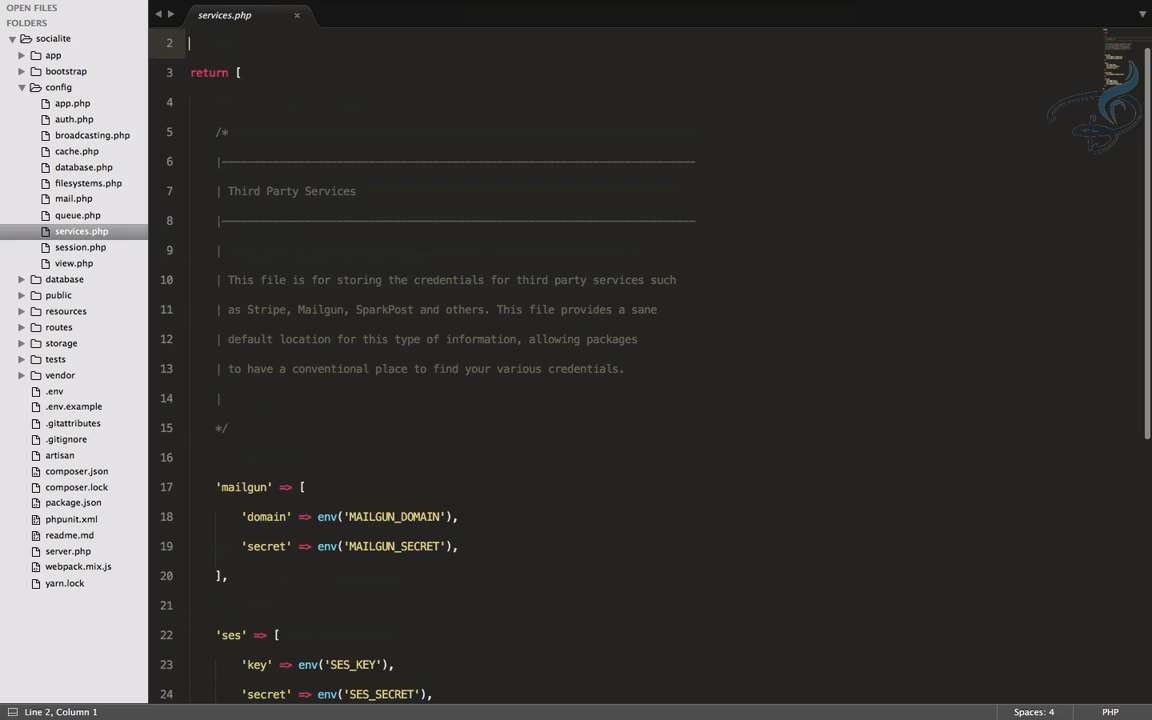 OPEN FILES
FOLDERS
socialite
app
bootstrap
config
app.php
auth.php
broadcasting.php
cache.php
database.php
filesystems.php
mail.php
queue.php
services.php
session.php
view.php
database
public
resources
routes
storage
tests
vendor
.env
.env.example
.gitattributes
.gitignore
artisan
composer.json
composer.lock
package.json
phpunit.xml
readme.md
server.php
webpack.mix.js
yarn.lock
services.php ×
2
3 return [
4
5 /*
6 |--------------------------------------------------------------------------
7 | Third Party Services
8 |--------------------------------------------------------------------------
9 |
10 | This file is for storing the credentials for third party services such
11 | as Stripe, Mailgun, SparkPost and others. This file provides a sane
12 | default location for this type of information, allowing packages
13 | to have a conventional place to find your various credentials.
14 |
15 */
16
17 'mailgun' => [
18 'domain' => env('MAILGUN_DOMAIN'),
19 'secret' => env('MAILGUN_SECRET'),
20 ],
21
22 'ses' => [
23 'key' => env('SES_KEY'),
24 'secret' => env('SES_SECRET'),
Line 2, Column 1
Spaces: 4
PHP